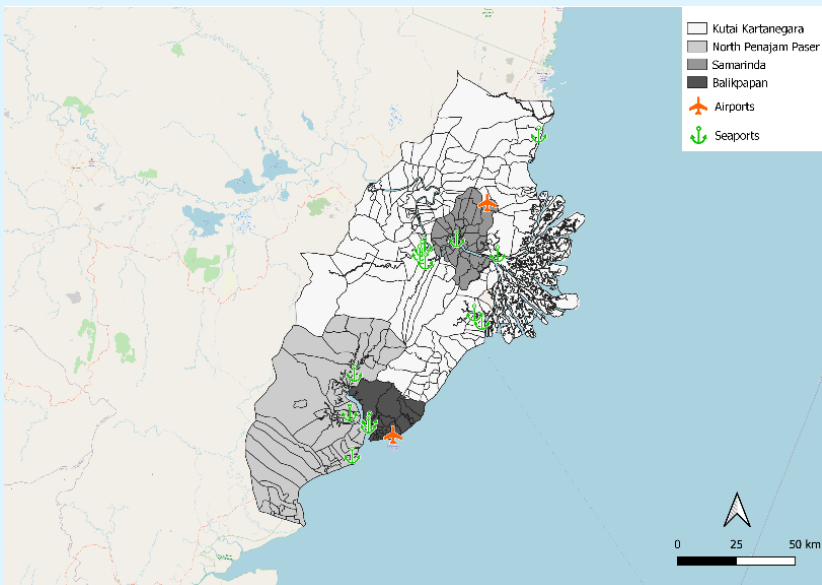 Kutai Kartanegara
North Penajam Paser
Samarinda
Balikpapan
Airports
Seaports
0 25 50 km